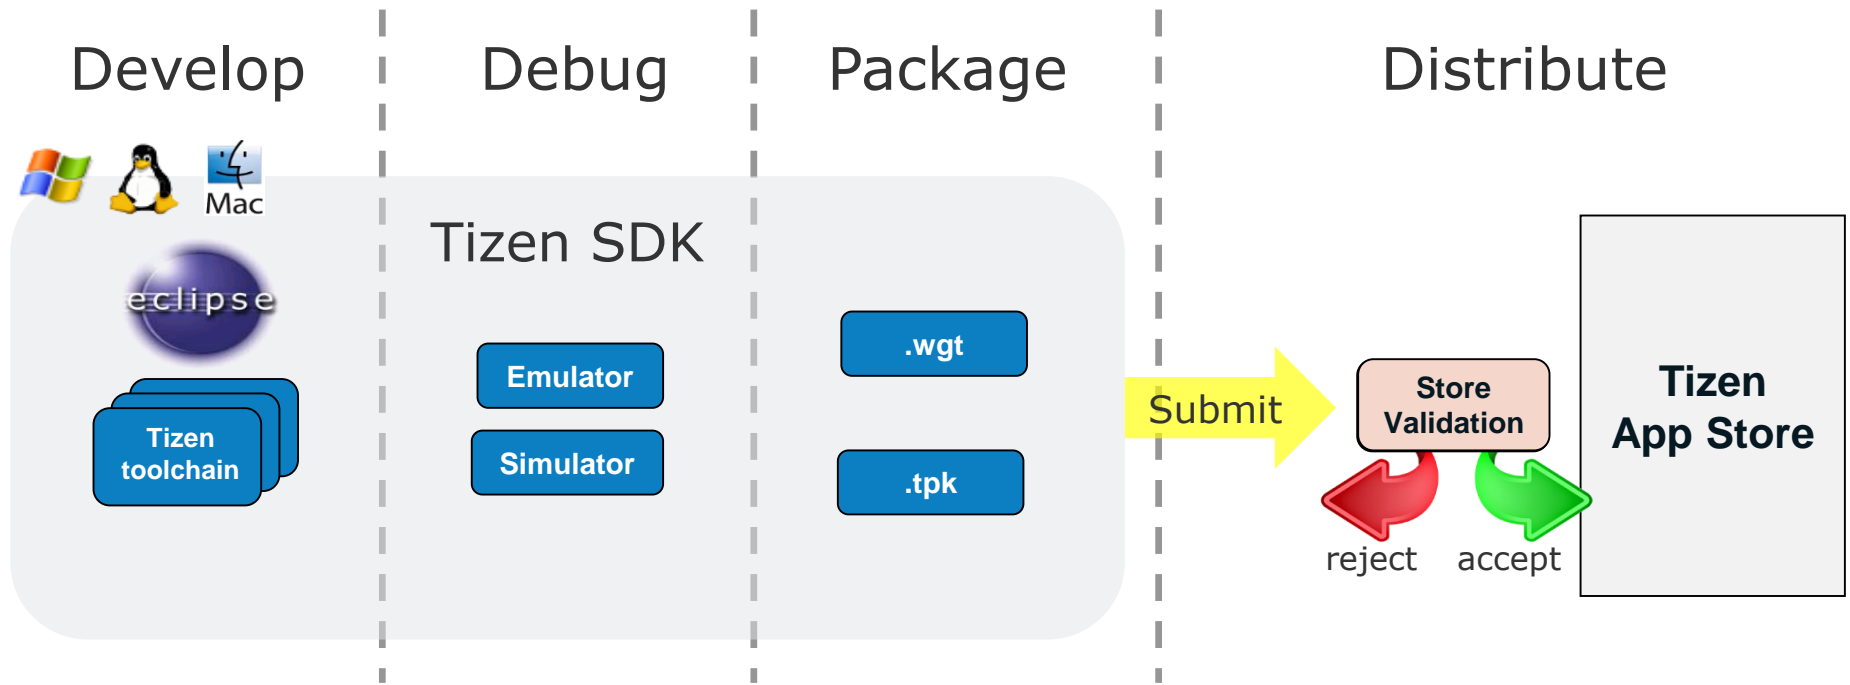 Develop
Debug
Package
Distribute
Mac
Tizen SDK
eclipse
Tizen
toolchain
Emulator
Simulator
.wgt
.tpk
Submit
Store
Validation
reject
accept
Tizen
App Store